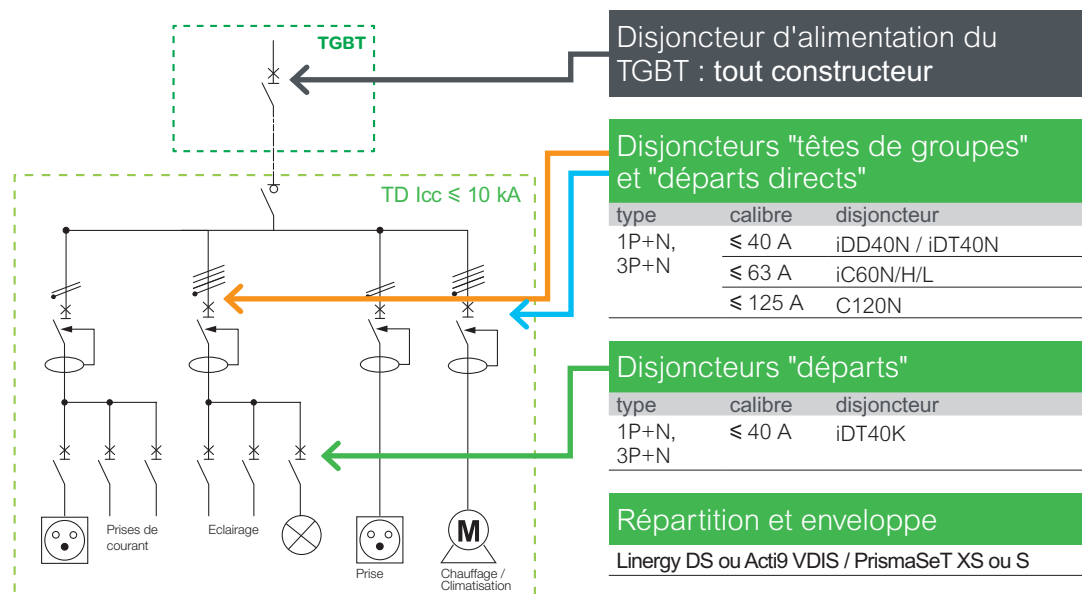 TGBT
TD Icc ⩽ 10 kA
Prises de
courant
Eclairage
Prise
M
Chauffage /
Climatisation
Disjoncteur d'alimentation du
TGBT : tout constructeur
Disjoncteurs "têtes de groupes"
et "départs directs"
type calibre disjoncteur
1P+N, ⩽ 40 A iDD40N / iDT40N
3P+N
⩽ 63 A iC60N/H/L
⩽ 125 A C120N
Disjoncteurs "départs"
type calibre disjoncteur
1P+N, ⩽ 40 A iDT40K
3P+N
Répartition et enveloppe
Linergy DS ou Acti9 VDIS / PrismaSeT XS ou S